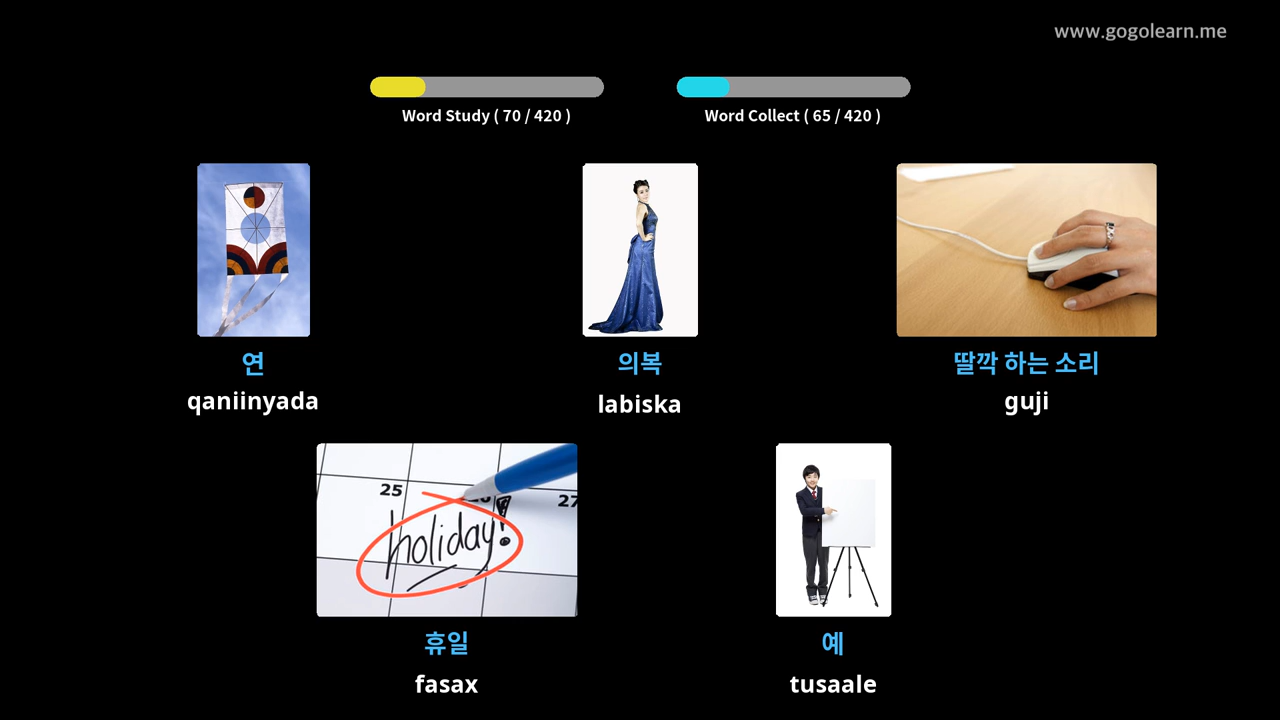 www.gogolearn.me
Word Study ( 70 / 420 )
Word Collect ( 65 / 420 )
연
qaniinyada
의복
labiska
딸깍 하는 소리
guji
25
27
holiday!
휴일
fasax
예
tusaale